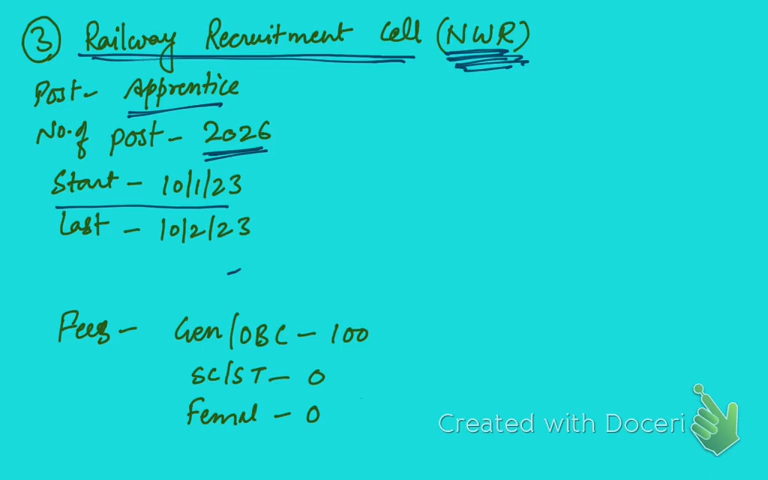 ③ Railway Recruitment Cell (NWR)
Post- Apprentice
No. of post - 2026
Start - 10/1/23
Last - 10/2/23
Fees - Gen/OBC - 100
SC/ST - 0
Femal - 0
Created with Doceri